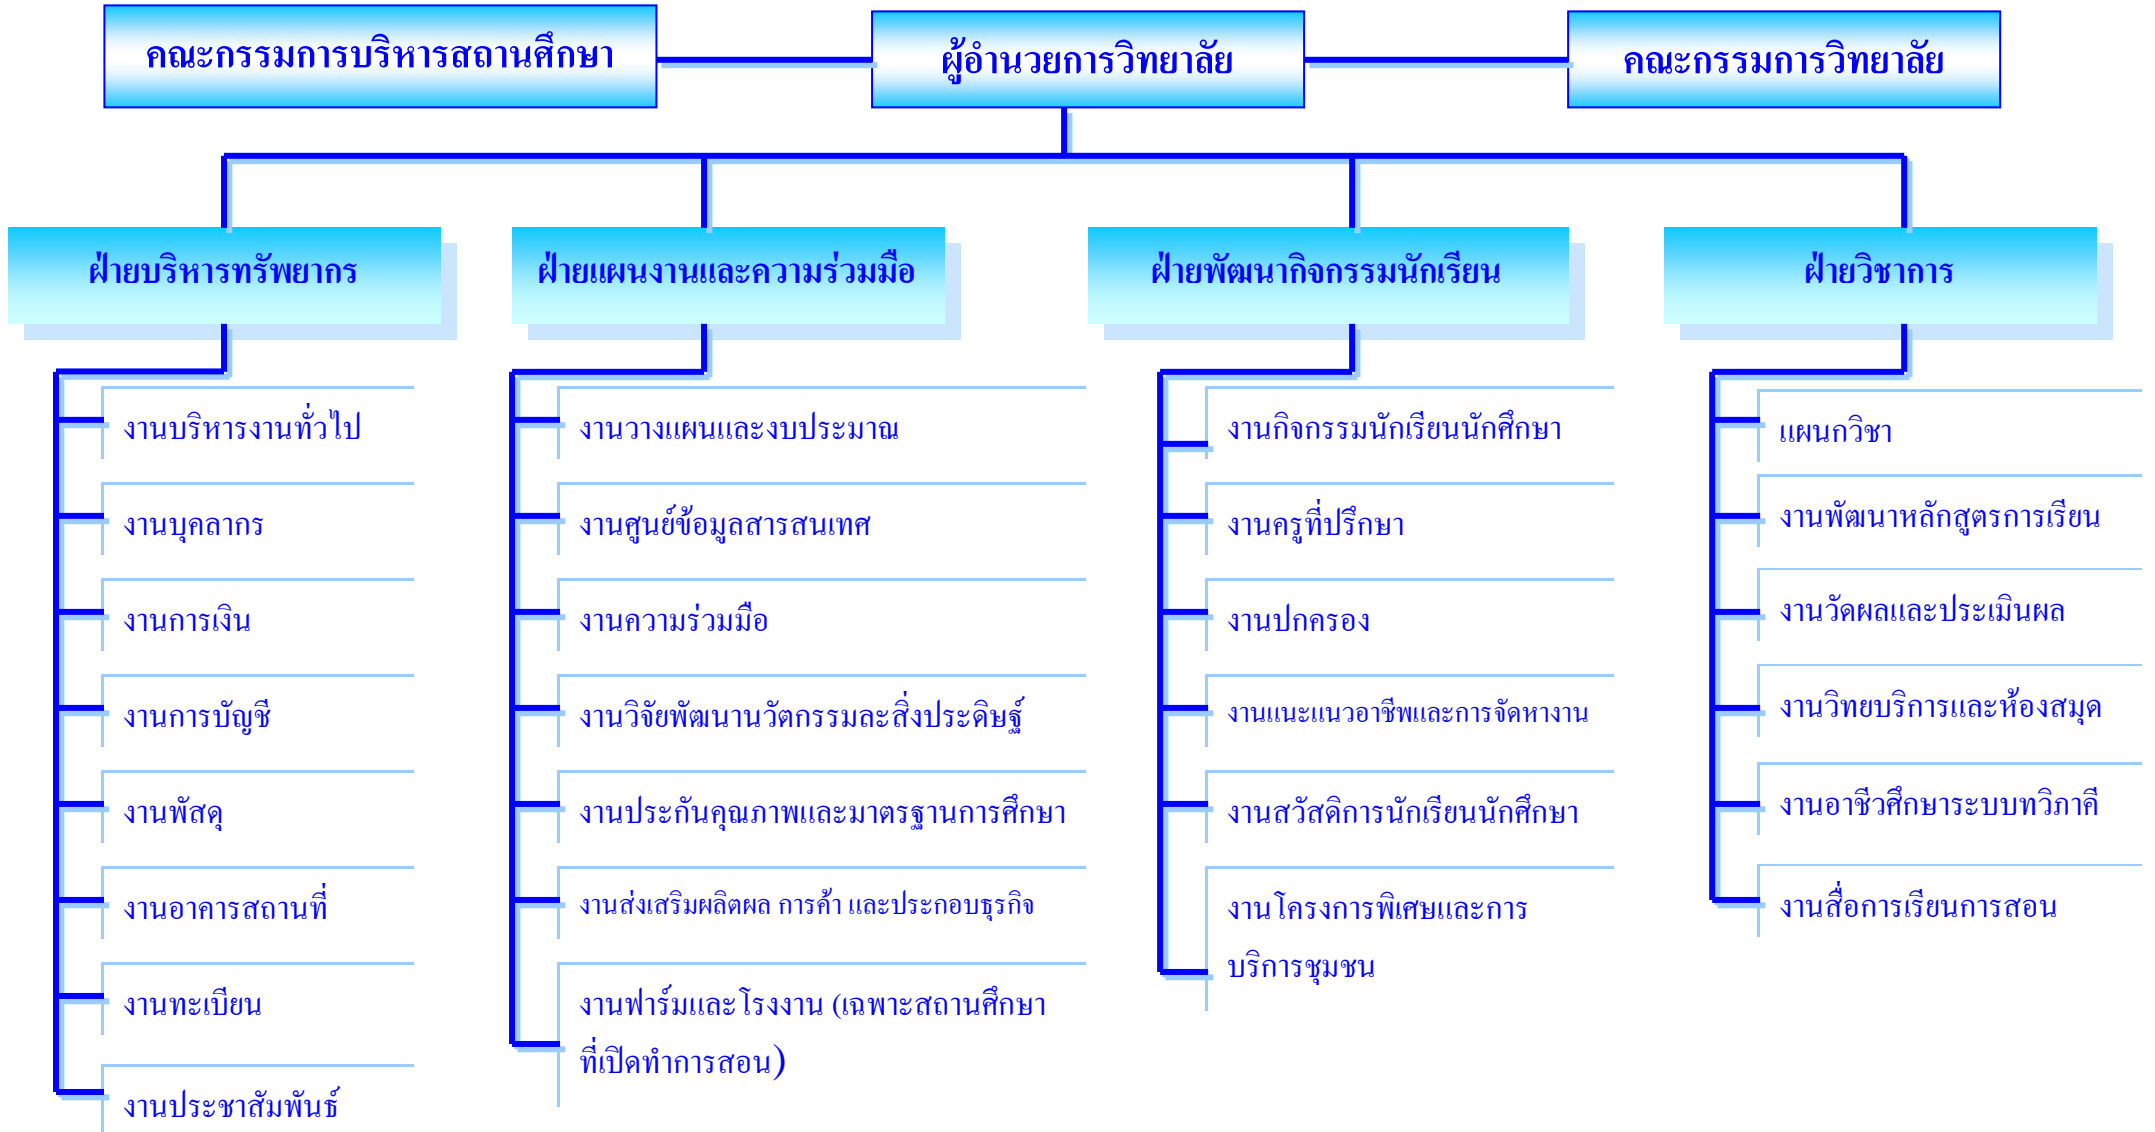 คณะกรรมการบริหารสถานศึกษา
ผู้อำนวยการวิทยาลัย
คณะกรรมการวิทยาลัย
ฝ่ายบริหารทรัพยากร
ฝ่ายแผนงานและความร่วมมือ
ฝ่ายพัฒนากิจกรรมนักเรียน
ฝ่ายวิชาการ
งานบริหารงานทั่วไป
งานบุคลากร
งานการเงิน
งานการบัญชี
งานพัสดุ
งานอาคารสถานที่
งานทะเบียน
งานประชาสัมพันธ์
งานวางแผนและงบประมาณ
งานศูนย์ข้อมูลสารสนเทศ
งานความร่วมมือ
งานวิจัยพัฒนานวัตกรรมละสิ่งประดิษฐ์
งานประกันคุณภาพและมาตรฐานการศึกษา
งานส่งเสริมผลิตผล การค้า และประกอบธุรกิจ
งานฟาร์มและโรงงาน (เฉพาะสถานศึกษา
ที่เปิดทำการสอน)
งานกิจกรรมนักเรียนนักศึกษา
งานครูที่ปรึกษา
งานปกครอง
งานแนะแนวอาชีพและการจัดหางาน
งานสวัสดิการนักเรียนนักศึกษา
งานโครงการพิเศษและการ
บริการชุมชน
แผนกวิชา
งานพัฒนาหลักสูตรการเรียน
งานวัดผลและประเมินผล
งานวิทยบริการและห้องสมุด
งานอาชีวศึกษาระบบทวิภาคี
งานสื่อการเรียนการสอน